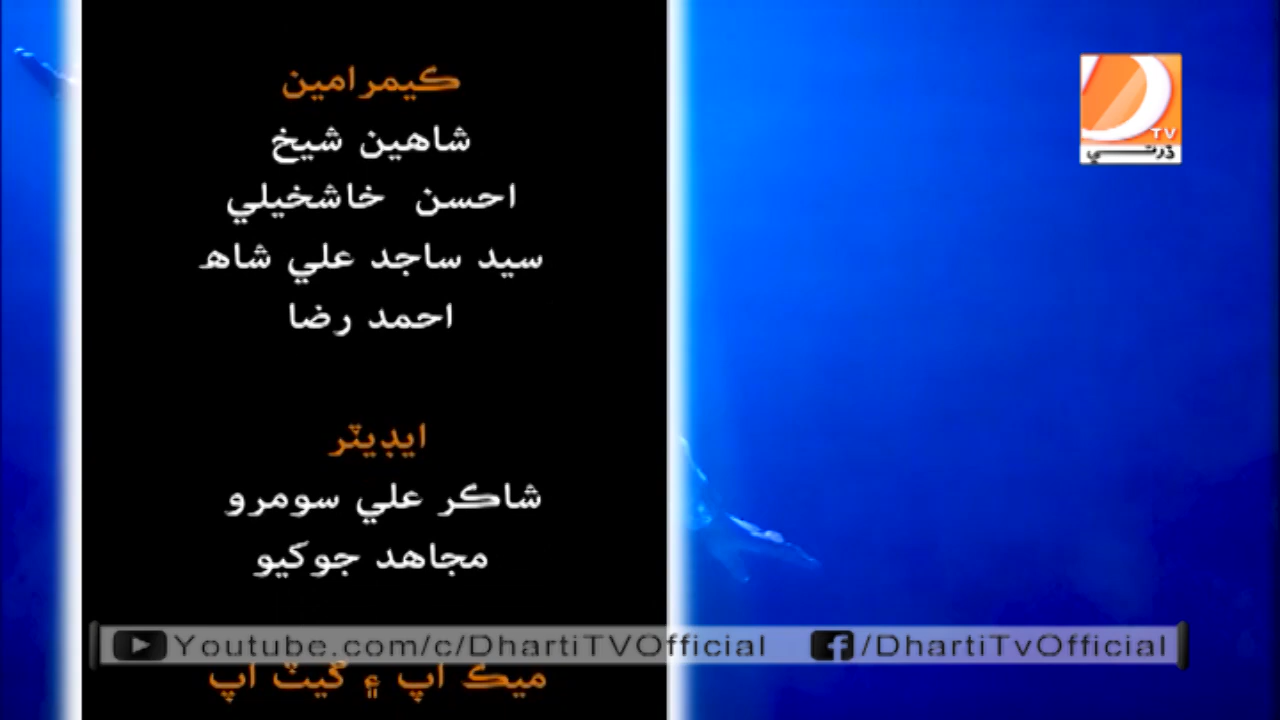 ڪيمرامين
شاهين شيخ
احسن خاشخيلي
سيد ساجد علي شاھ
احمد رضا
ايڊيٽر
شاڪر علي سومرو
مجاهد جوکيو
ميڪ اپ ۽ گيٽ اپ
TV
ڌرتي
Youtube.com/c/DhartiTVOfficial
/DhartiTvOfficial